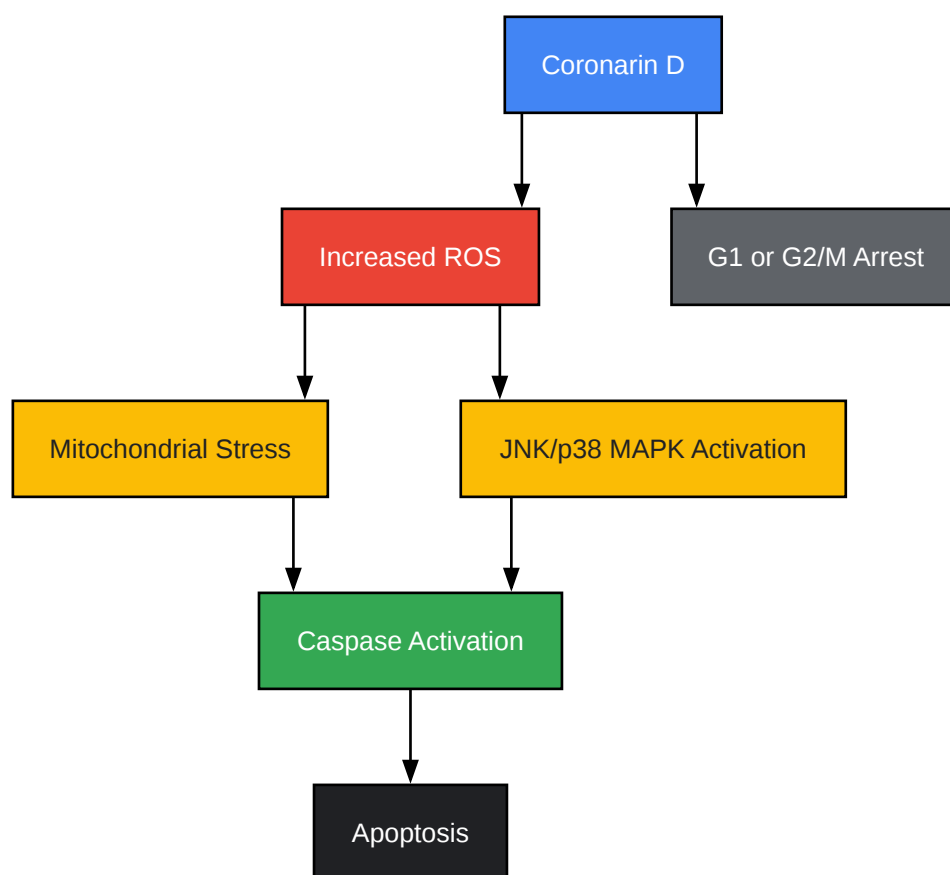 Coronarin D
Increased ROS
G1 or G2/M Arrest
Mitochondrial Stress
JNK/p38 MAPK Activation
Caspase Activation
Apoptosis